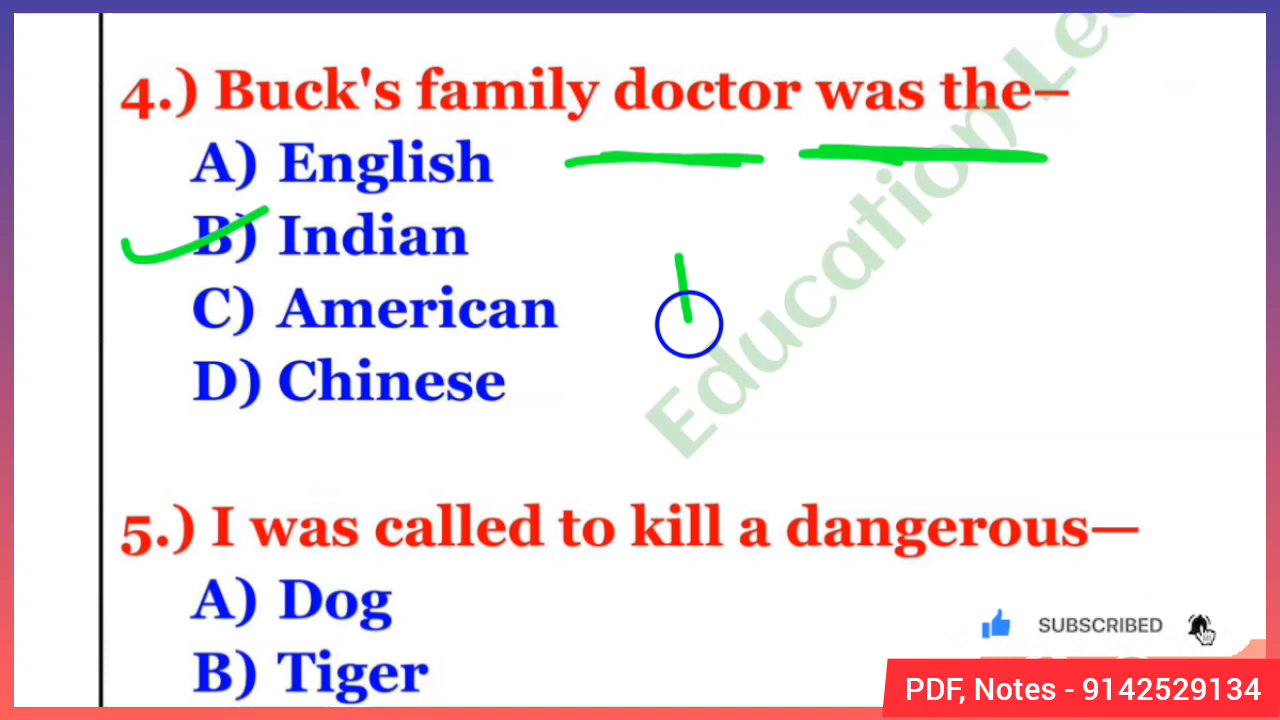 4.) Buck's family doctor was the–
A) English
B) Indian
C) American
D) Chinese
5.) I was called to kill a dangerous—
A) Dog
B) Tiger
Education
SUBSCRIBED
PDF, Notes - 9142529134